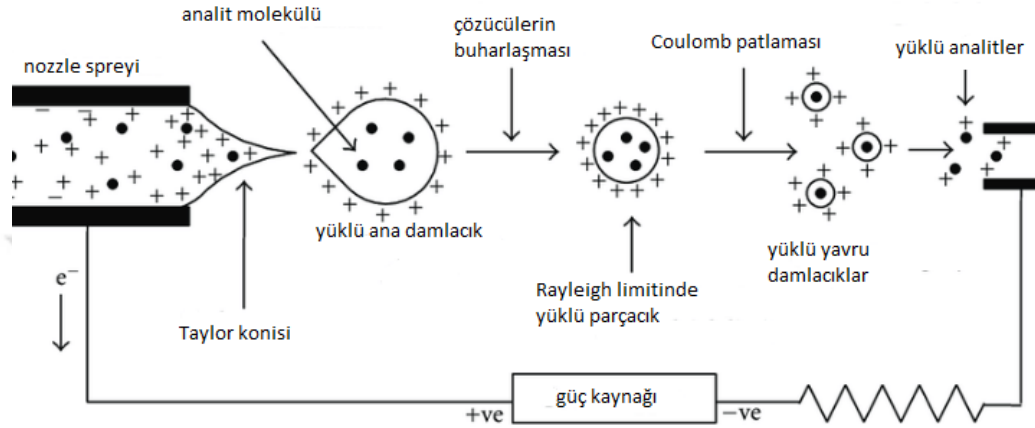 analit molekülü
çözücülerin
buharlaşması
Coulomb patlaması
yüklü analitler
nozzle spreyi
yüklü ana damlacık
yüklü yavru
damlacıklar
e⁻
Rayleigh limitinde
yüklü parçacık
Taylor konisi
+ve
güç kaynağı
−ve